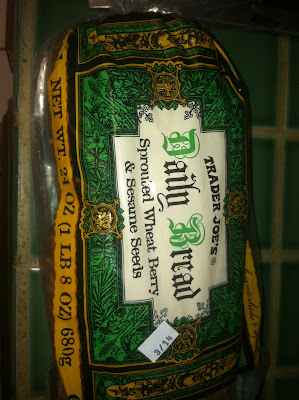 TRADER JOE'S®
Daily Bread
Sprouted Wheat Berry
& Sesame Seeds
NET WT. 24 OZ (1 LB 8 OZ) 680g
3/14